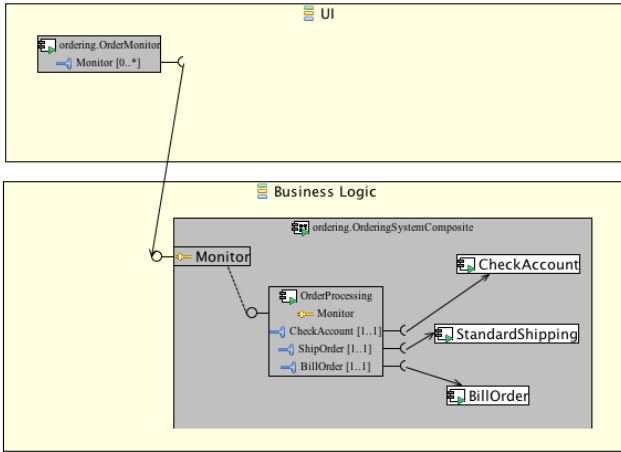 UI
ordering.OrderMonitor
Monitor [0..*]
Business Logic
ordering.OrderingSystemComposite
Monitor
CheckAccount
OrderProcessing
Monitor
CheckAccount [1..1]
StandardShipping
ShipOrder [1..1]
BillOrder [1..1]
BillOrder